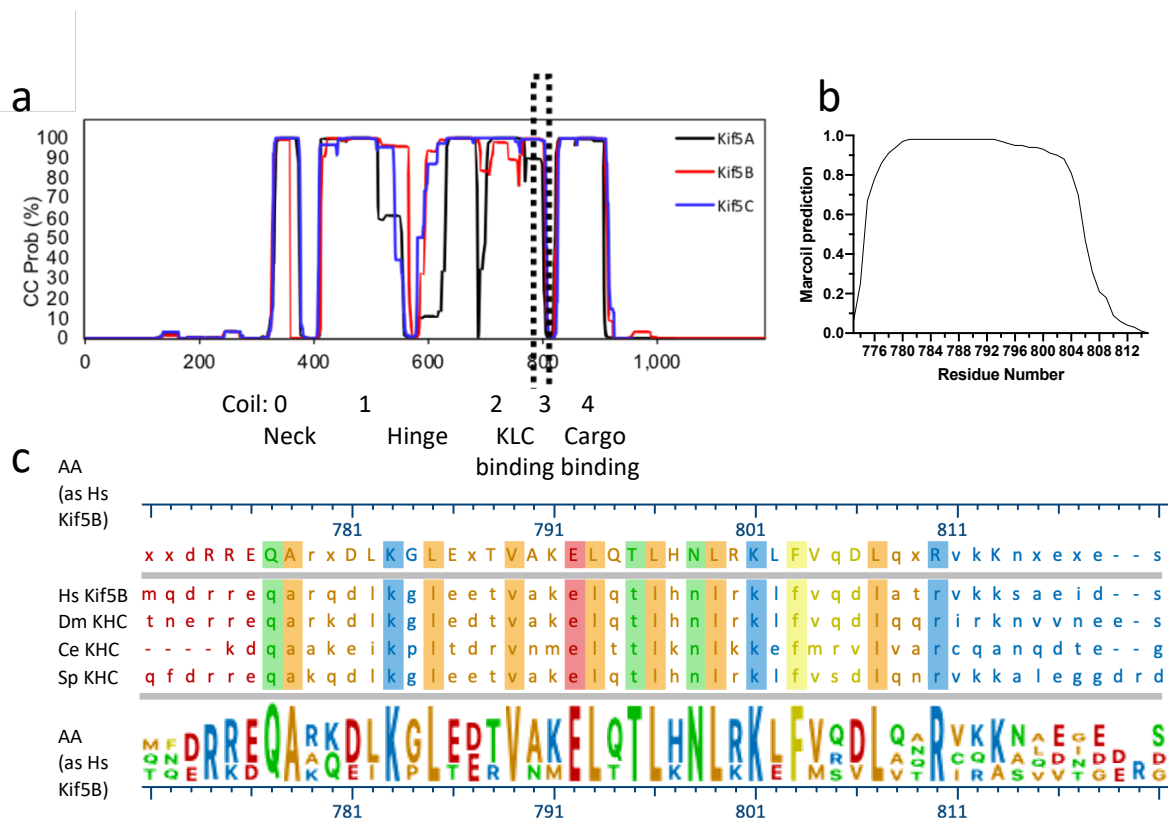 a
b
100
90
80
70
60
50
40
30
20
10
0
CC Prob (%)
Kif5A
Kif5B
Kif5C
0 200 400 600 800 1,000
Coil: 0 1 2 3 4
Neck Hinge KLC Cargo
binding binding
1.0
0.8
0.6
0.4
0.2
0.0
Marcoil prediction
776 780 784 788 792 796 800 804 808 812
Residue Number
c
AA
(as Hs
Kif5B)
781 791 801 811
x x d R R E Q A r x D L K G L E x T V A K E L Q T L H N L R K L F V q D L q x R v k K n x e x e - - s
Hs Kif5B m q d r r e q a r q d l k g l e e t v a k e l q t l h n l r k l f v q d l a t r v k k s a e i d - - s
Dm KHC t n e r r e q a r k d l k g l e d t v a k e l q t l h n l r k l f v q d l q q r i r k n v v n e e - s
Ce KHC - - - - k d q a a k e i k p l t d r v n m e l t t l k n l k k e f m r v l v a r c q a n q d t e - - g
Sp KHC q f d r r e q a k q d l k g l e e t v a k e l q t l h n l r k l f v s d l q n r v k k a l e g g d r d
AA
(as Hs
Kif5B)
D R R E Q A R K D L K G L E D T V A K E L Q T L H N L R K L F V
781 791 801 811